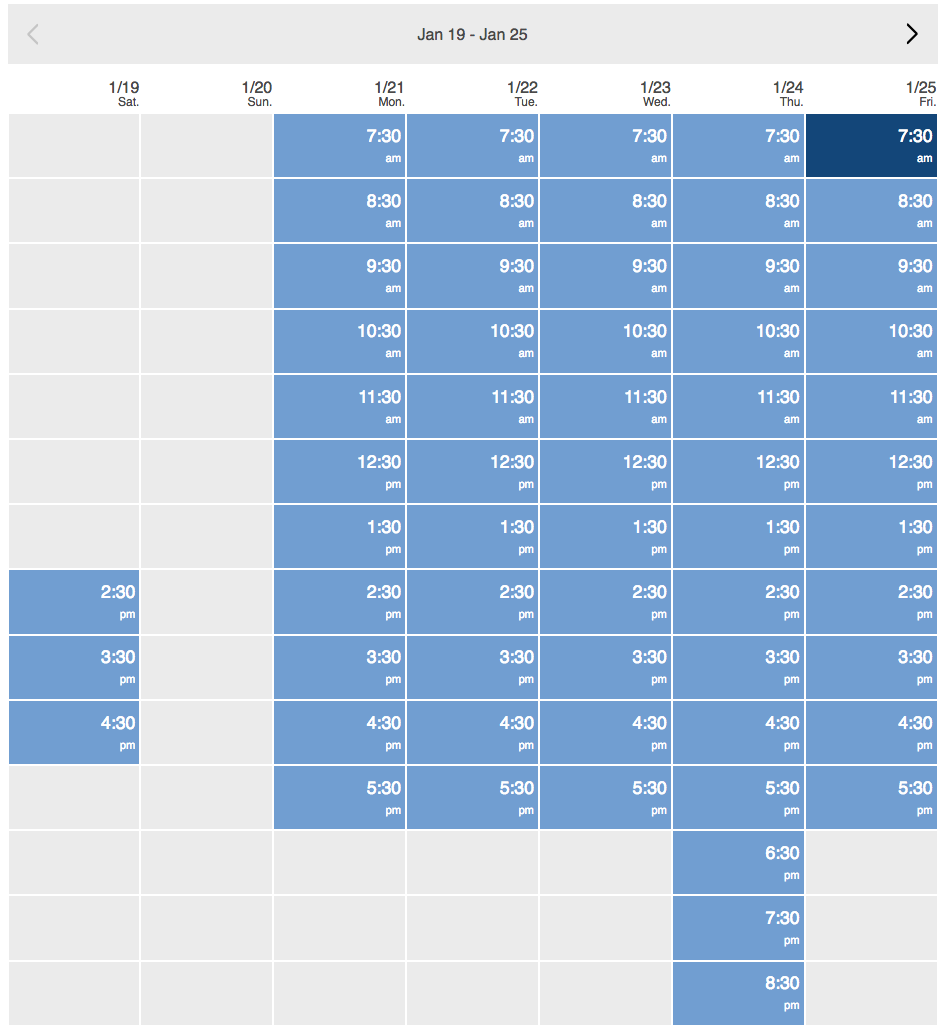 Jan 19 - Jan 25
1/19 1/20 1/21 1/22 1/23 1/24 1/25
Sat. Sun. Mon. Tue. Wed. Thu. Fri.
7:30 7:30 7:30 7:30 7:30
am am am am am
8:30 8:30 8:30 8:30 8:30
am am am am am
9:30 9:30 9:30 9:30 9:30
am am am am am
10:30 10:30 10:30 10:30 10:30
am am am am am
11:30 11:30 11:30 11:30 11:30
am am am am am
12:30 12:30 12:30 12:30 12:30
pm pm pm pm pm
1:30 1:30 1:30 1:30 1:30
pm pm pm pm pm
2:30 2:30 2:30 2:30 2:30 2:30
pm pm pm pm pm pm
3:30 3:30 3:30 3:30 3:30 3:30
pm pm pm pm pm pm
4:30 4:30 4:30 4:30 4:30 4:30
pm pm pm pm pm pm
5:30 5:30 5:30 5:30 5:30
pm pm pm pm pm
6:30
pm
7:30
pm
8:30
pm